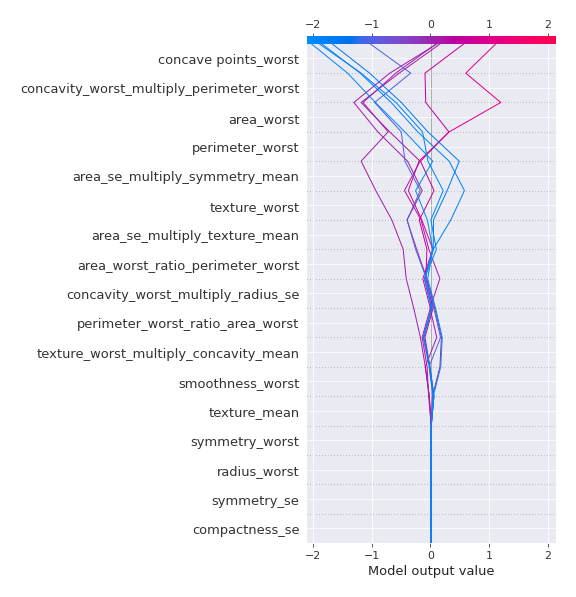 −2 −1 0 1 2
concave points_worst
concavity_worst_multiply_perimeter_worst
area_worst
perimeter_worst
area_se_multiply_symmetry_mean
texture_worst
area_se_multiply_texture_mean
area_worst_ratio_perimeter_worst
concavity_worst_multiply_radius_se
perimeter_worst_ratio_area_worst
texture_worst_multiply_concavity_mean
smoothness_worst
texture_mean
symmetry_worst
radius_worst
symmetry_se
compactness_se
−2 −1 0 1 2
Model output value